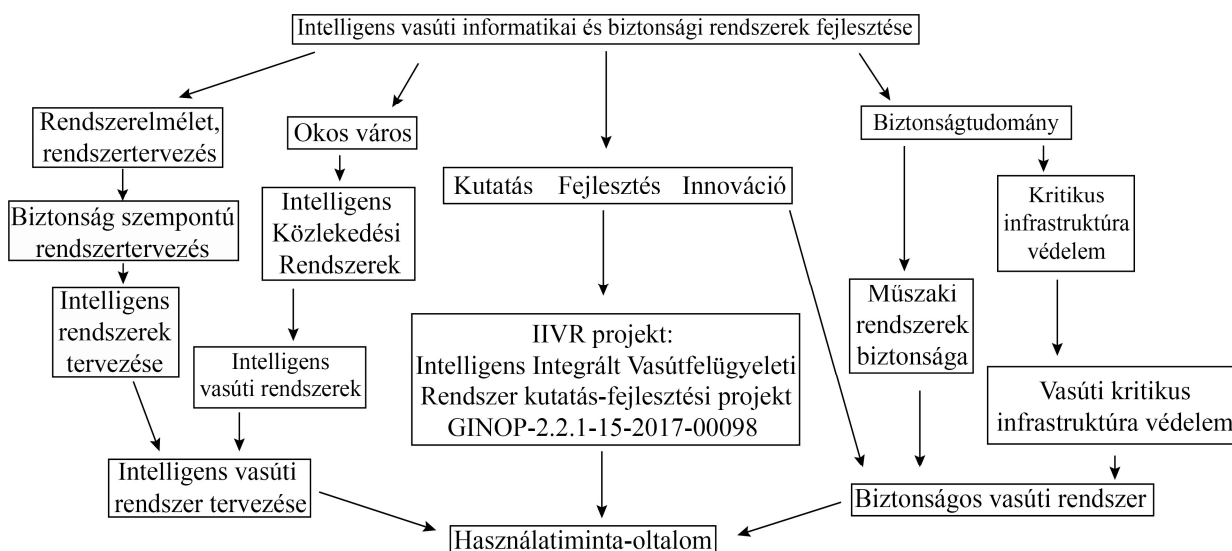 Intelligens vasúti informatikai és biztonsági rendszerek fejlesztése
Rendszerelmélet,
rendszertervezés
Okos város
Biztonságtudomány
Kutatás Fejlesztés Innováció
Biztonság szempontú
rendszertervezés
Intelligens
Közlekedési
Rendszerek
Kritikus
infrastruktúra
védelem
Intelligens
rendszerek
tervezése
Műszaki
rendszerek
biztonsága
IIVR projekt:
Intelligens Integrált Vasútfelügyeleti
Rendszer kutatás-fejlesztési projekt
GINOP-2.2.1-15-2017-00098
Intelligens
vasúti rendszerek
Vasúti kritikus
infrastruktúra védelem
Intelligens vasúti
rendszer tervezése
Biztonságos vasúti rendszer
Használatiminta-oltalom